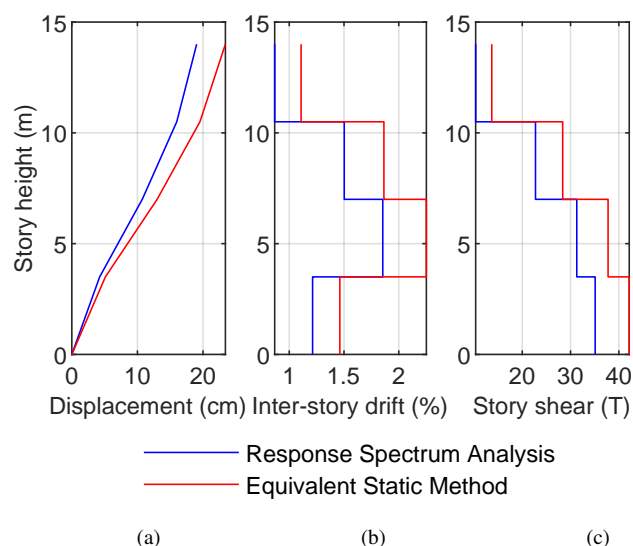 15
10
5
0
Story height (m)
0 10 20
Displacement (cm)
15
10
5
0
1 1.5 2
Inter-story drift (%)
15
10
5
0
20 30 40
Story shear (T)
Response Spectrum Analysis
Equivalent Static Method
(a) (b) (c)